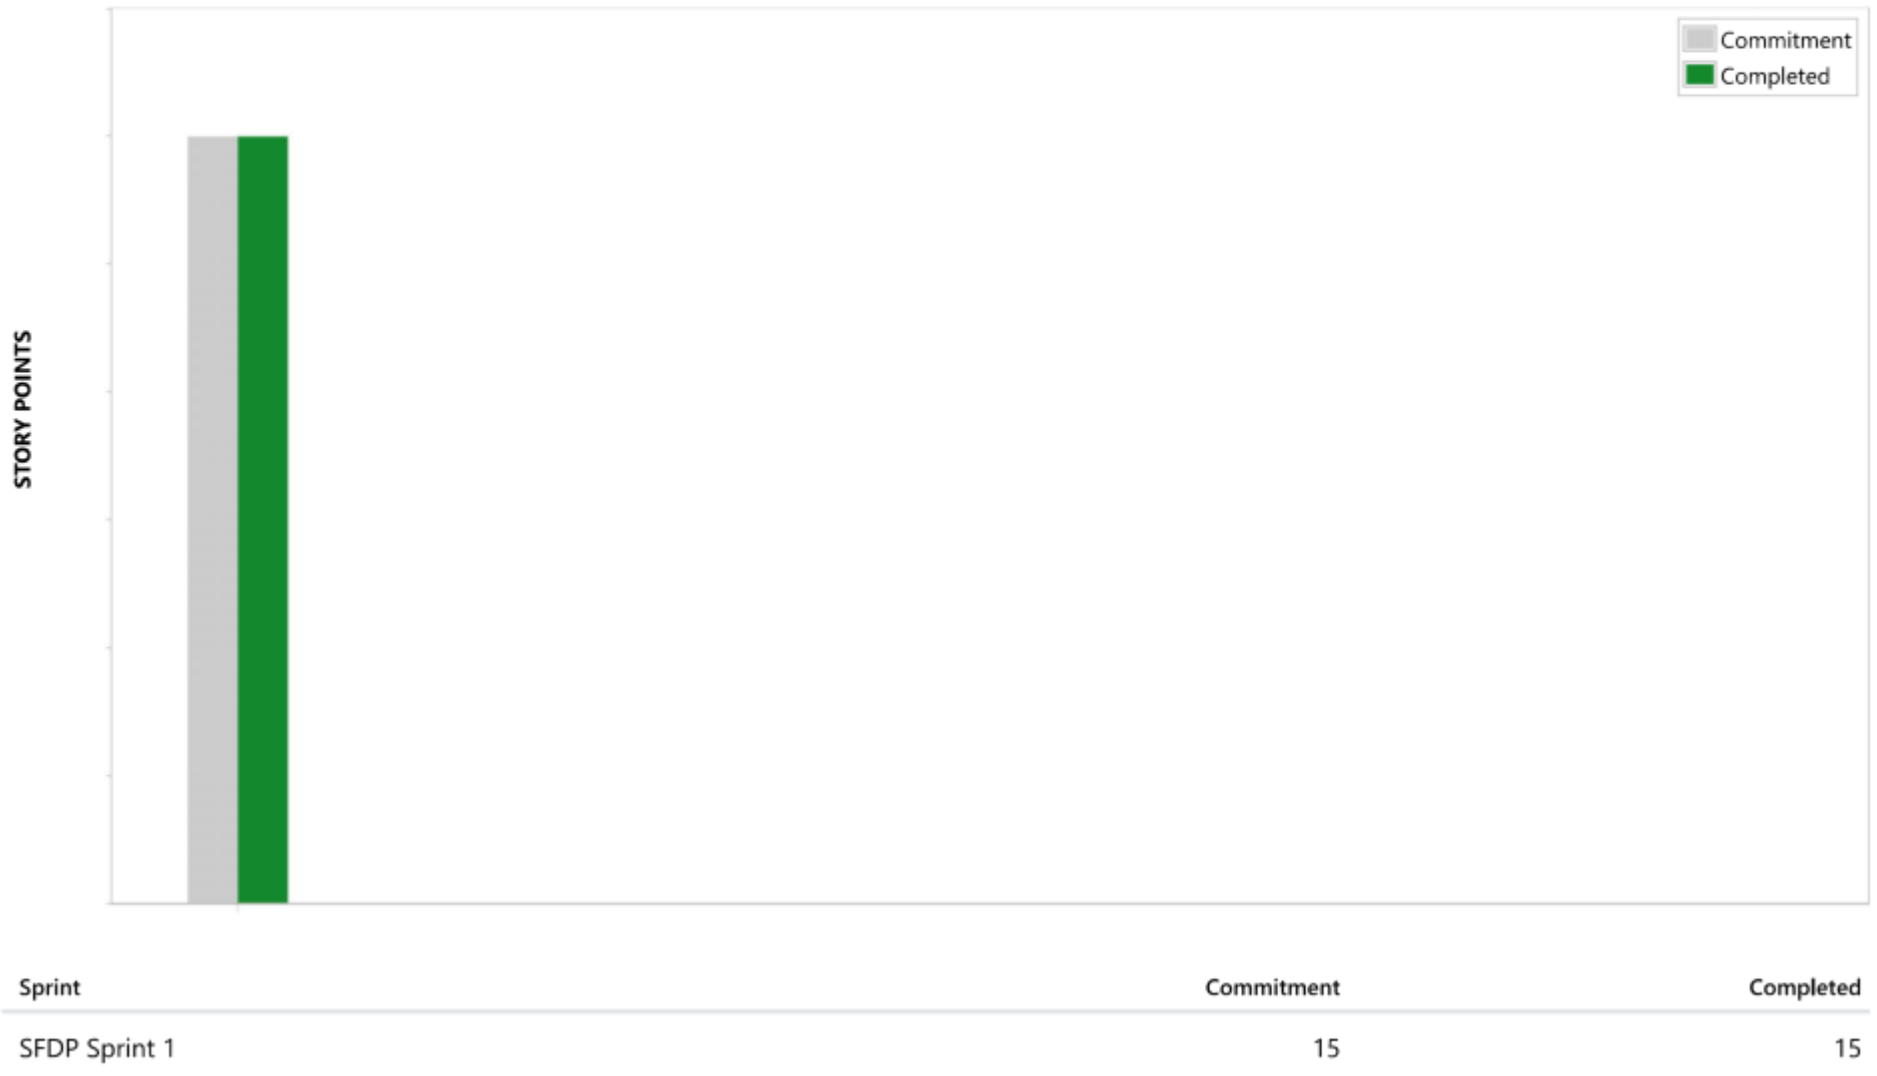 Commitment
Completed
STORY POINTS
Sprint Commitment Completed
SFDP Sprint 1 15 15